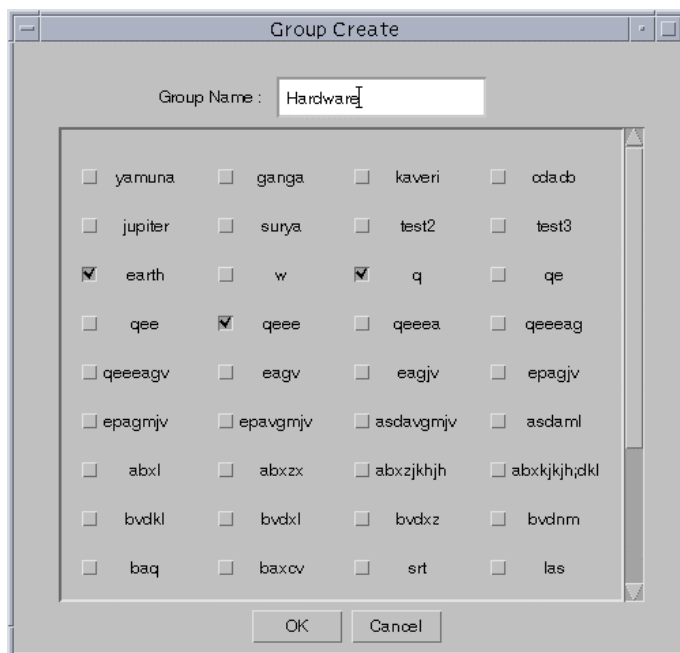 Group Create
Group Name : Hardware
yamuna ganga kaveri cdacb
jupiter surya test2 test3
earth w q qe
qee qeee qeeea qeeeag
qeeeagv eagv eagjv epagjv
epagmjv epavgmjv asdavgmjv asdaml
abxl abxzx abxzjkhjh abxkjkjh;dkl
bvdkl bvdxl bvdxz bvdnm
baq baxcv srt las
OK Cancel